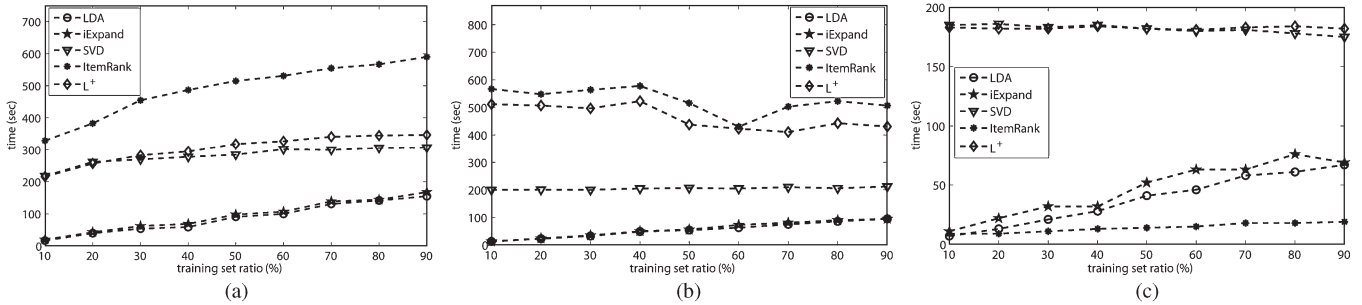 700
600
500
400
300
200
100
0
time (sec)
LDA
iExpand
SVD
ItemRank
L+
10 20 30 40 50 60 70 80 90
training set ratio (%)
(a)
800
700
600
500
400
300
200
100
0
time (sec)
LDA
iExpand
SVD
ItemRank
L+
10 20 30 40 50 60 70 80 90
training set ratio (%)
(b)
200
150
100
50
0
time (sec)
LDA
iExpand
SVD
ItemRank
L+
10 20 30 40 50 60 70 80 90
training set ratio (%)
(c)